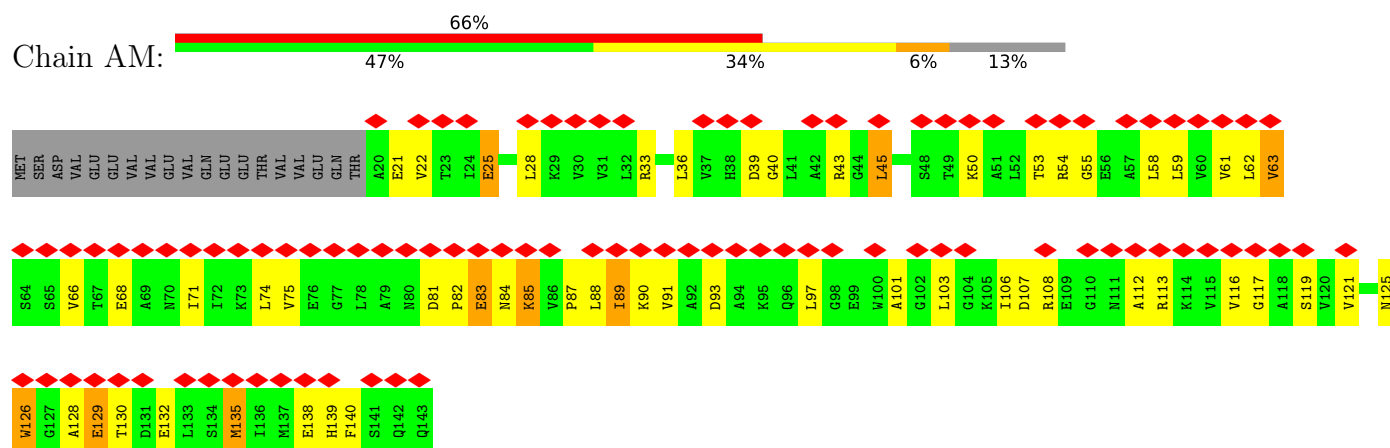 66%
Chain AM:
47% 34% 6% 13%
MET SER ASP VAL GLU GLU VAL VAL GLU VAL GLN GLU GLU THR VAL VAL GLU GLN THR A20 E21 V22 T23 I24 E25 L28 K29 V30 V31 L32 R33 L36 V37 H38 D39 G40 L41 A42 R43 G44 L45 S48 T49 K50 A51 L52 T53 R54 G55 E56 A57 L58 L59 V60 V61 L62 V63
S64 S65 V66 T67 E68 A69 N70 I71 I72 K73 L74 V75 E76 G77 L78 A79 N80 D81 P82 E83 N84 K85 V86 P87 L88 I89 K90 V91 A92 D93 A94 K95 Q96 L97 G98 E99 W100 A101 G102 L103 G104 K105 I106 D107 R108 E109 G110 N111 A112 R113 K114 V115 V116 G117 A118 S119 V120 V121 N125
W126 G127 A128 E129 T130 D131 E132 L133 S134 M135 I136 M137 E138 H139 F140 S141 Q142 Q143